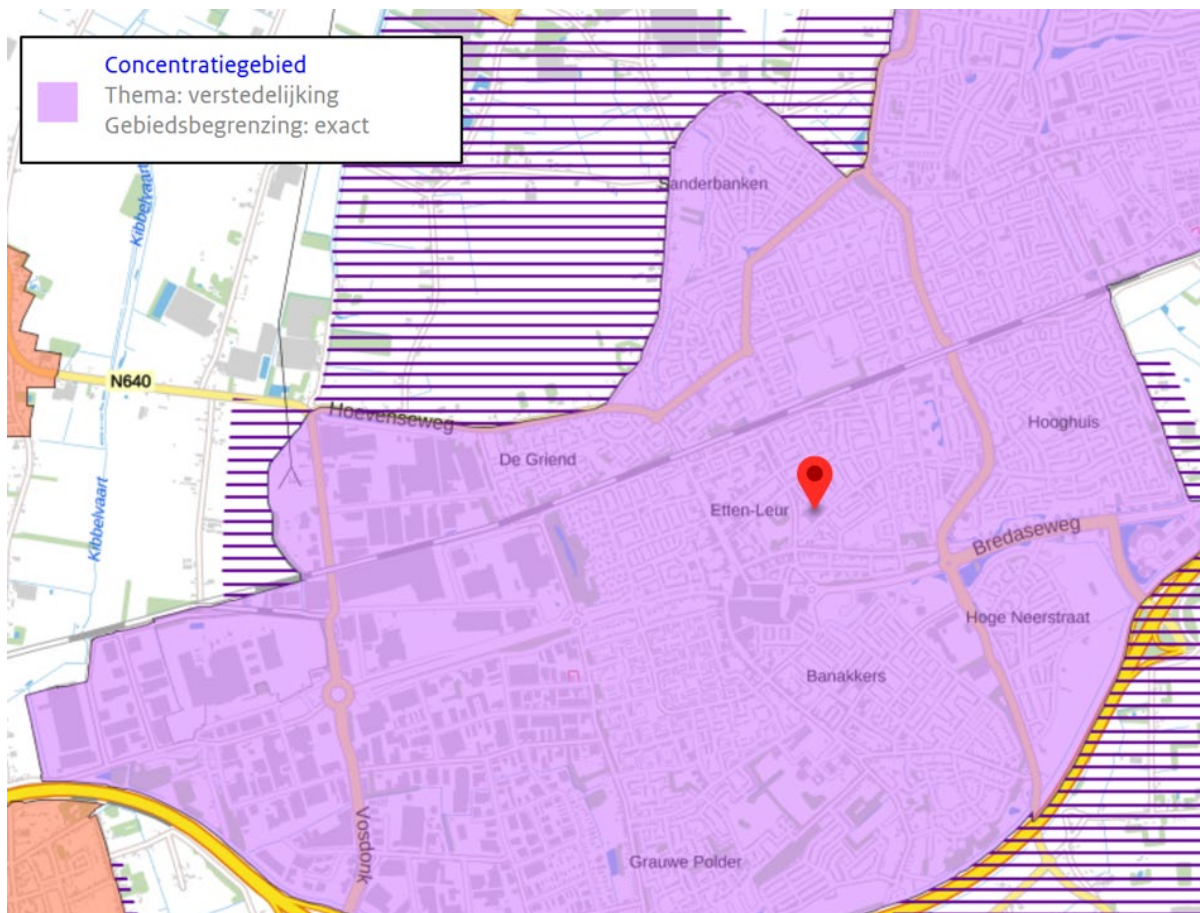 Concentratiegebied
Thema: verstedelijking
Gebiedsbegrenzing: exact
Kibbelvaart
Sanderbanken
N640
Hoevenseweg
De Griend
Hooghuis
Kibbelvaart
Etten-Leur
Bredaseweg
Hoge Neerstraat
Banakkers
Vosdonk
Grauwe Polder